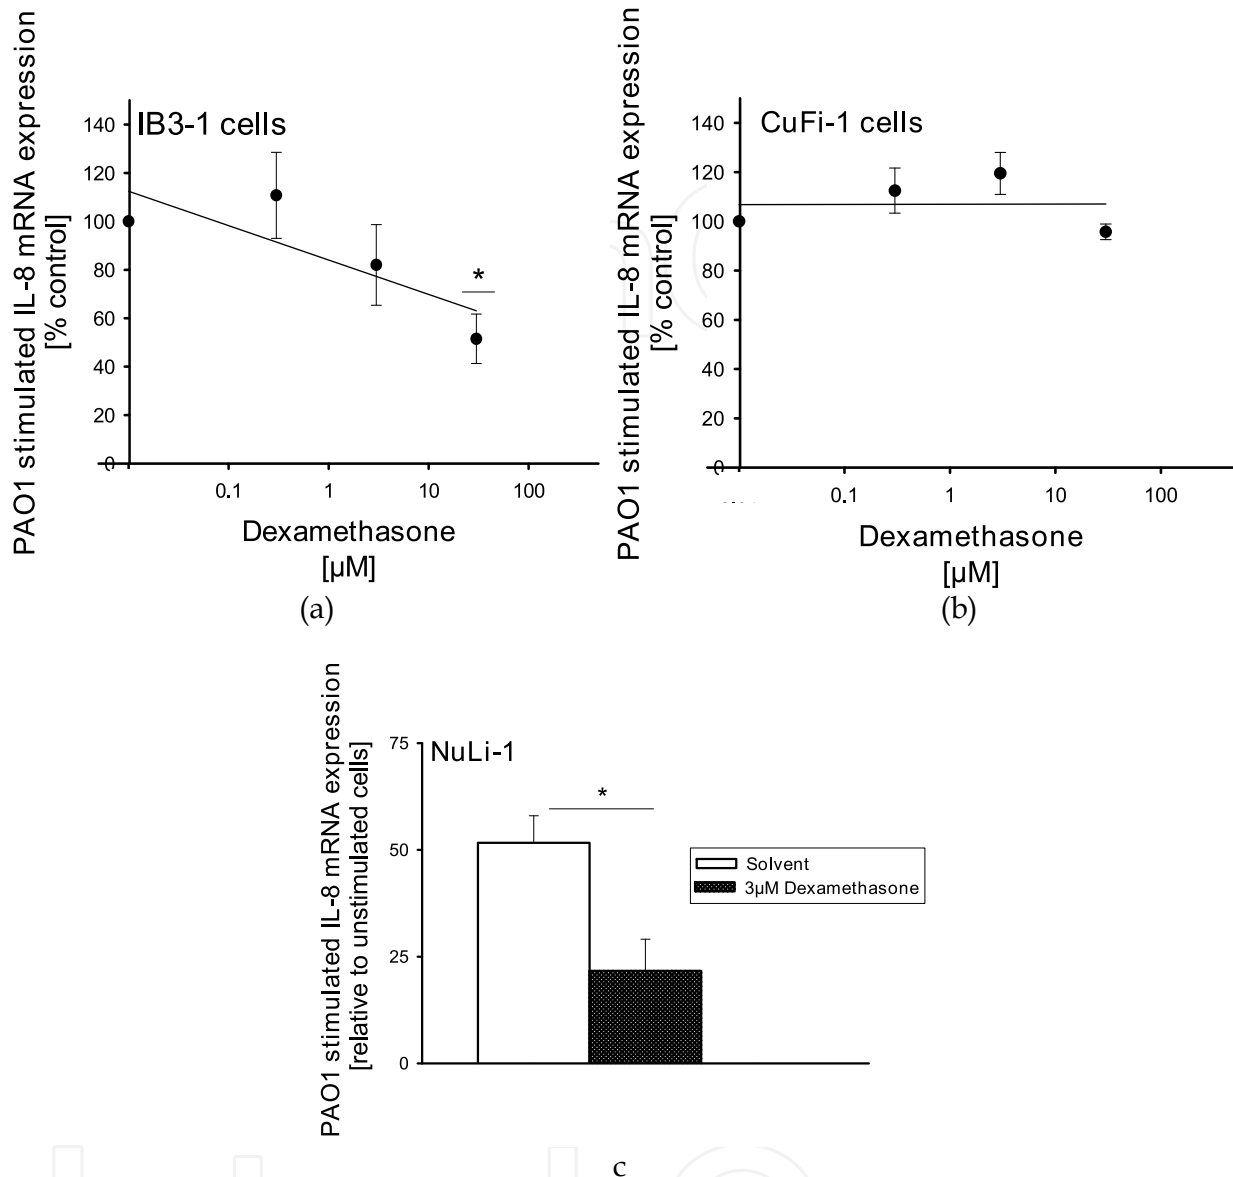 PAO1 stimulated IL-8 mRNA expression
[% control]
IB3-1 cells
140
120
100
80
60
40
20
0
*
0.1 1 10 100
Dexamethasone
[µM]
(a)
PAO1 stimulated IL-8 mRNA expression
[% control]
CuFi-1 cells
140
120
100
80
60
40
20
0
0.1 1 10 100
Dexamethasone
[µM]
(b)
PAO1 stimulated IL-8 mRNA expression
[relative to unstimulated cells]
NuLi-1
75
50
25
0
*
Solvent
3µM Dexamethasone
c